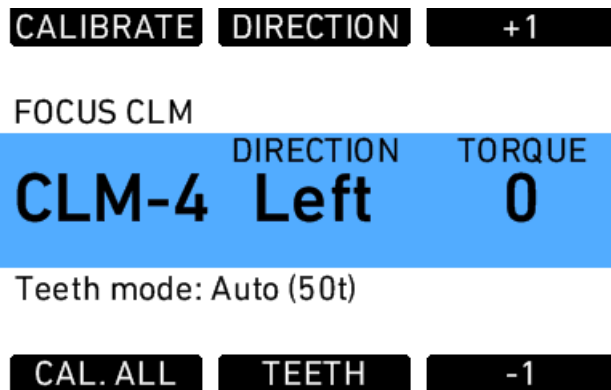 CALIBRATE DIRECTION +1
FOCUS CLM
DIRECTION TORQUE
CLM-4 Left 0
Teeth mode: Auto (50t)
CAL. ALL TEETH -1